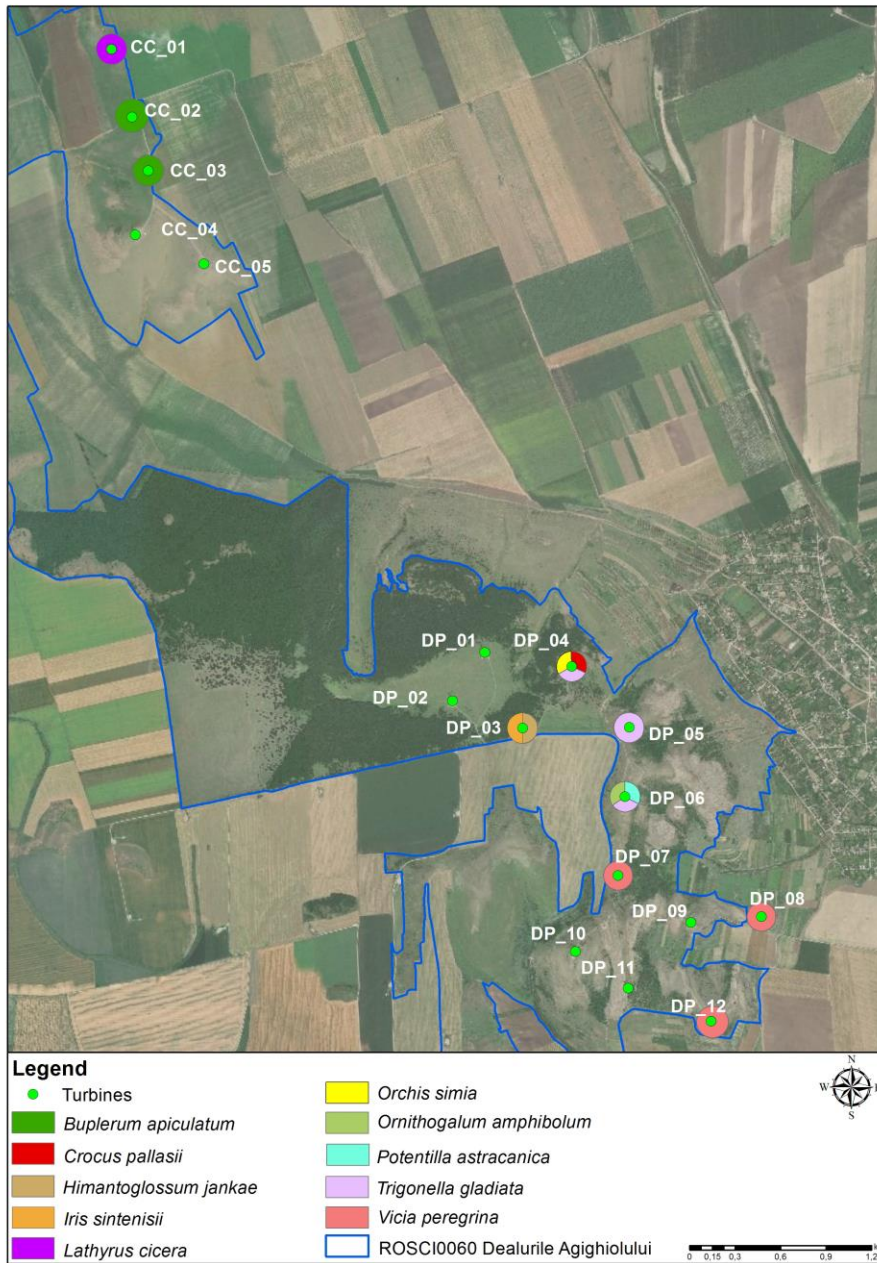 CC_01
CC_02
CC_03
CC_04
CC_05
DP_01
DP_04
DP_02
DP_03
DP_05
DP_06
DP_07
DP_08
DP_09
DP_10
DP_11
DP_12
Legend
Turbines
Buplerum apiculatum
Crocus pallasii
Himantoglossum jankae
Iris sintenisii
Lathyrus cicera
Orchis simia
Ornithogalum amphibolum
Potentilla astracanica
Trigonella gladiata
Vicia peregrina
ROSCI0060 Dealurile Agighiolului
N
W
S
0 0,15 0,3 0,6 0,9 1,2